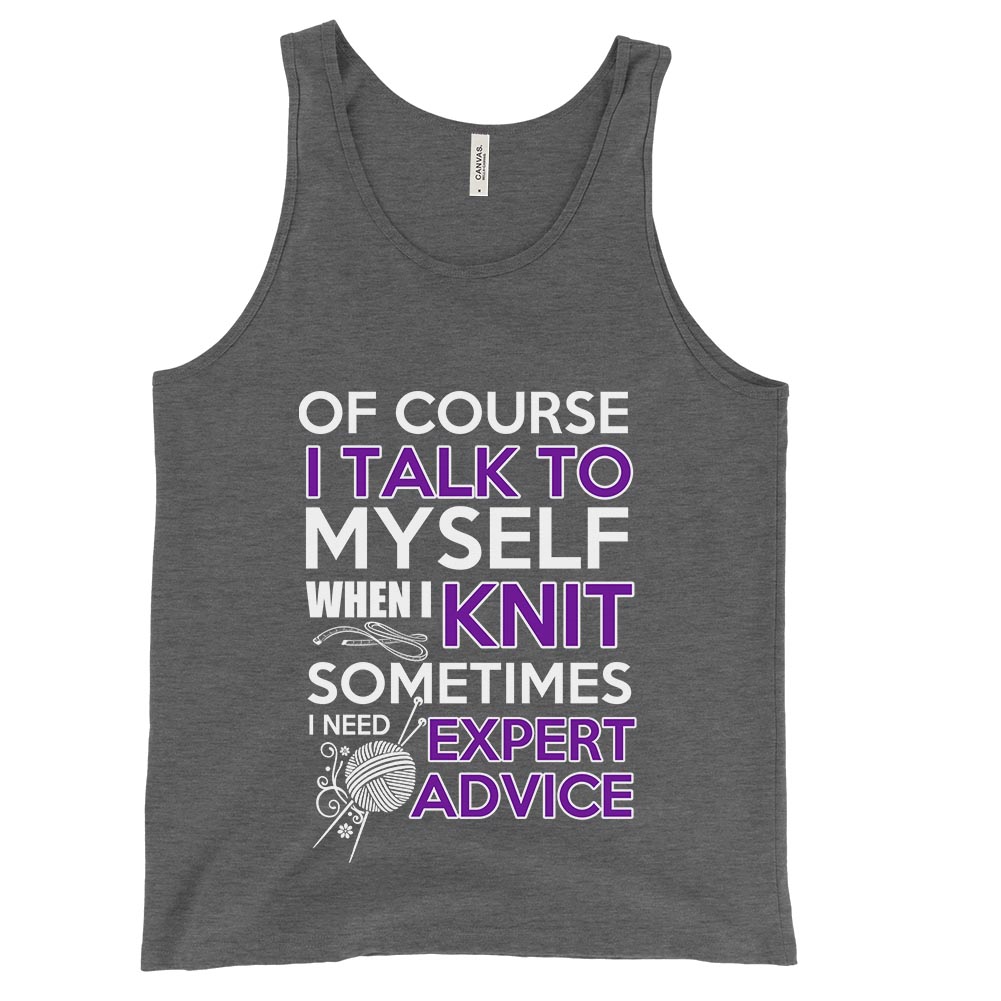 CANVAS.
OF COURSE
I TALK TO
MYSELF
WHEN I KNIT
SOMETIMES
I NEED EXPERT
ADVICE